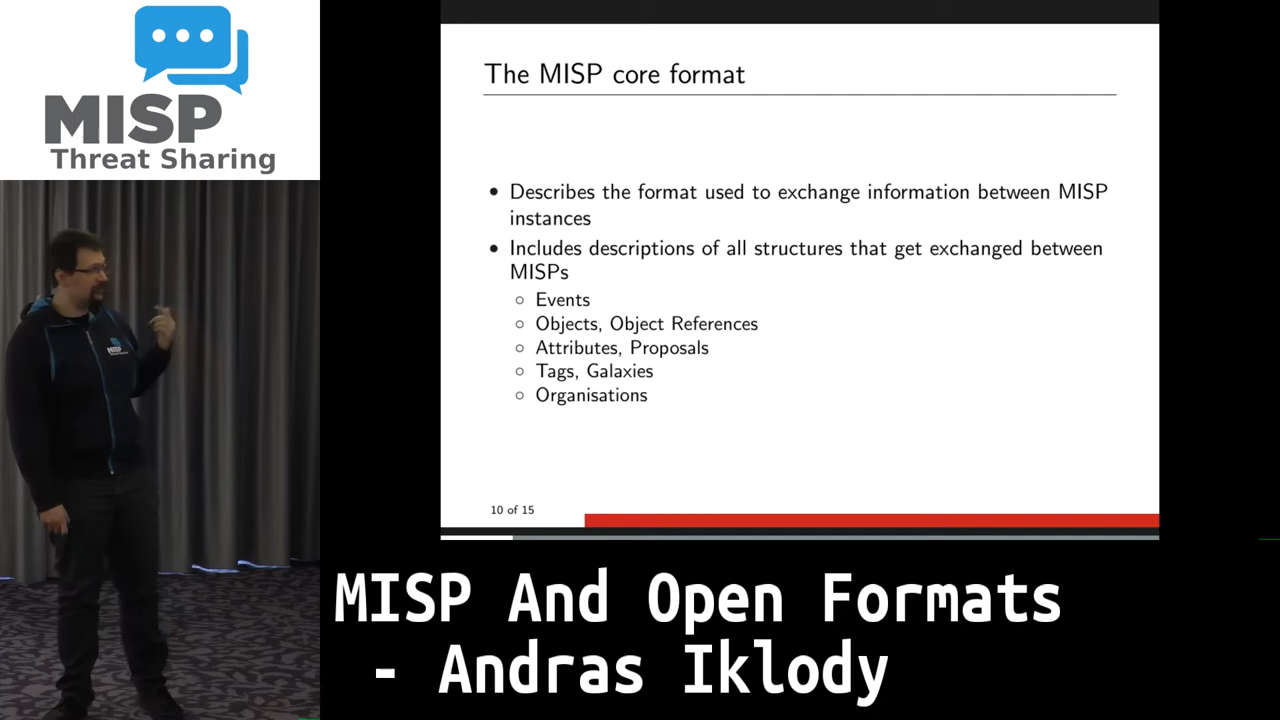 MISP
Threat Sharing
The MISP core format
• Describes the format used to exchange information between MISP
instances
• Includes descriptions of all structures that get exchanged between
MISPs
○ Events
○ Objects, Object References
○ Attributes, Proposals
○ Tags, Galaxies
○ Organisations
10 of 15
MISP
MISP And Open Formats
- Andras Iklody